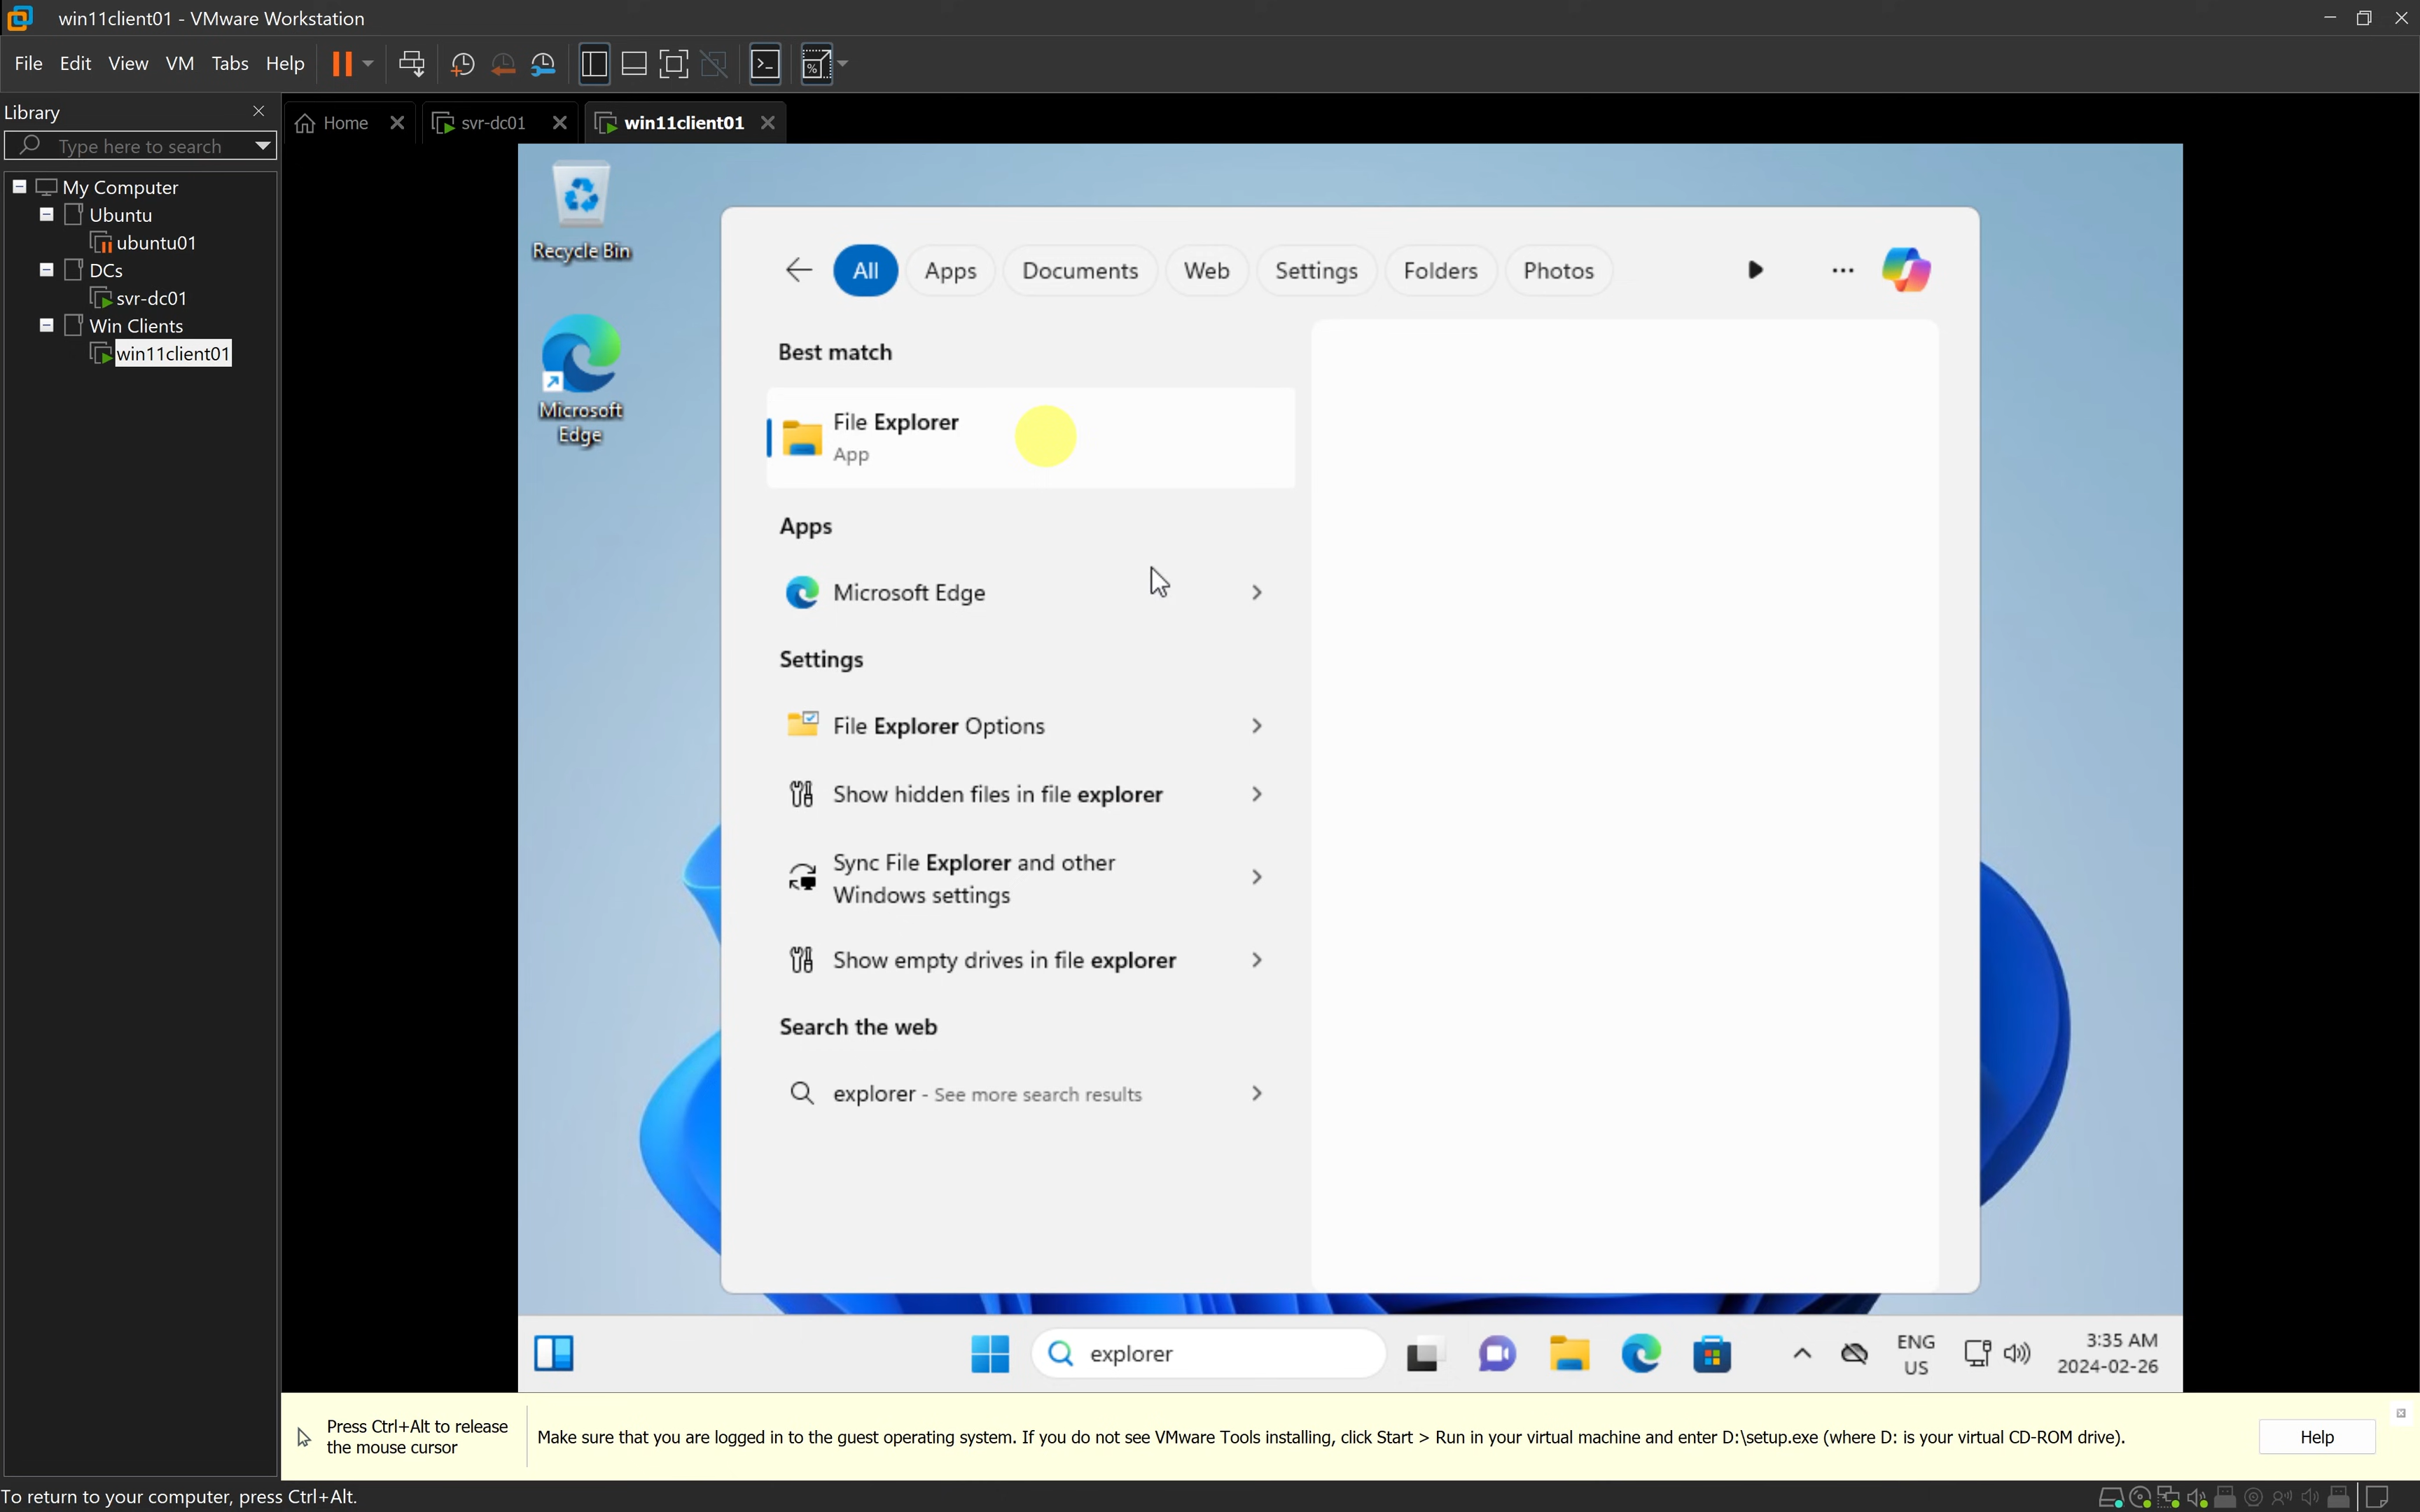 win11client01 - VMware Workstation
File Edit View VM Tabs Help
Library
Type here to search
My Computer
Ubuntu
ubuntu01
DCs
svr-dc01
Win Clients
win11client01
Home
svr-dc01
win11client01
Recycle Bin
Microsoft
Edge
All Apps Documents Web Settings Folders Photos
Best match
File Explorer
App
Apps
Microsoft Edge
Settings
File Explorer Options
Show hidden files in file explorer
Sync File Explorer and other
Windows settings
Show empty drives in file explorer
Search the web
explorer - See more search results
explorer
ENG
US
3:35 AM
2024-02-26
Press Ctrl+Alt to release
the mouse cursor
Make sure that you are logged in to the guest operating system. If you do not see VMware Tools installing, click Start > Run in your virtual machine and enter D:\setup.exe (where D: is your virtual CD-ROM drive).
Help
To return to your computer, press Ctrl+Alt.